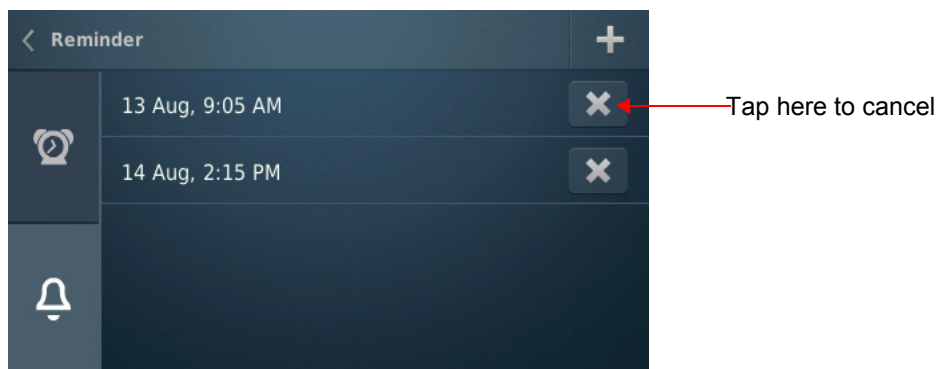 Reminder
13 Aug, 9:05 AM
Tap here to cancel
14 Aug, 2:15 PM